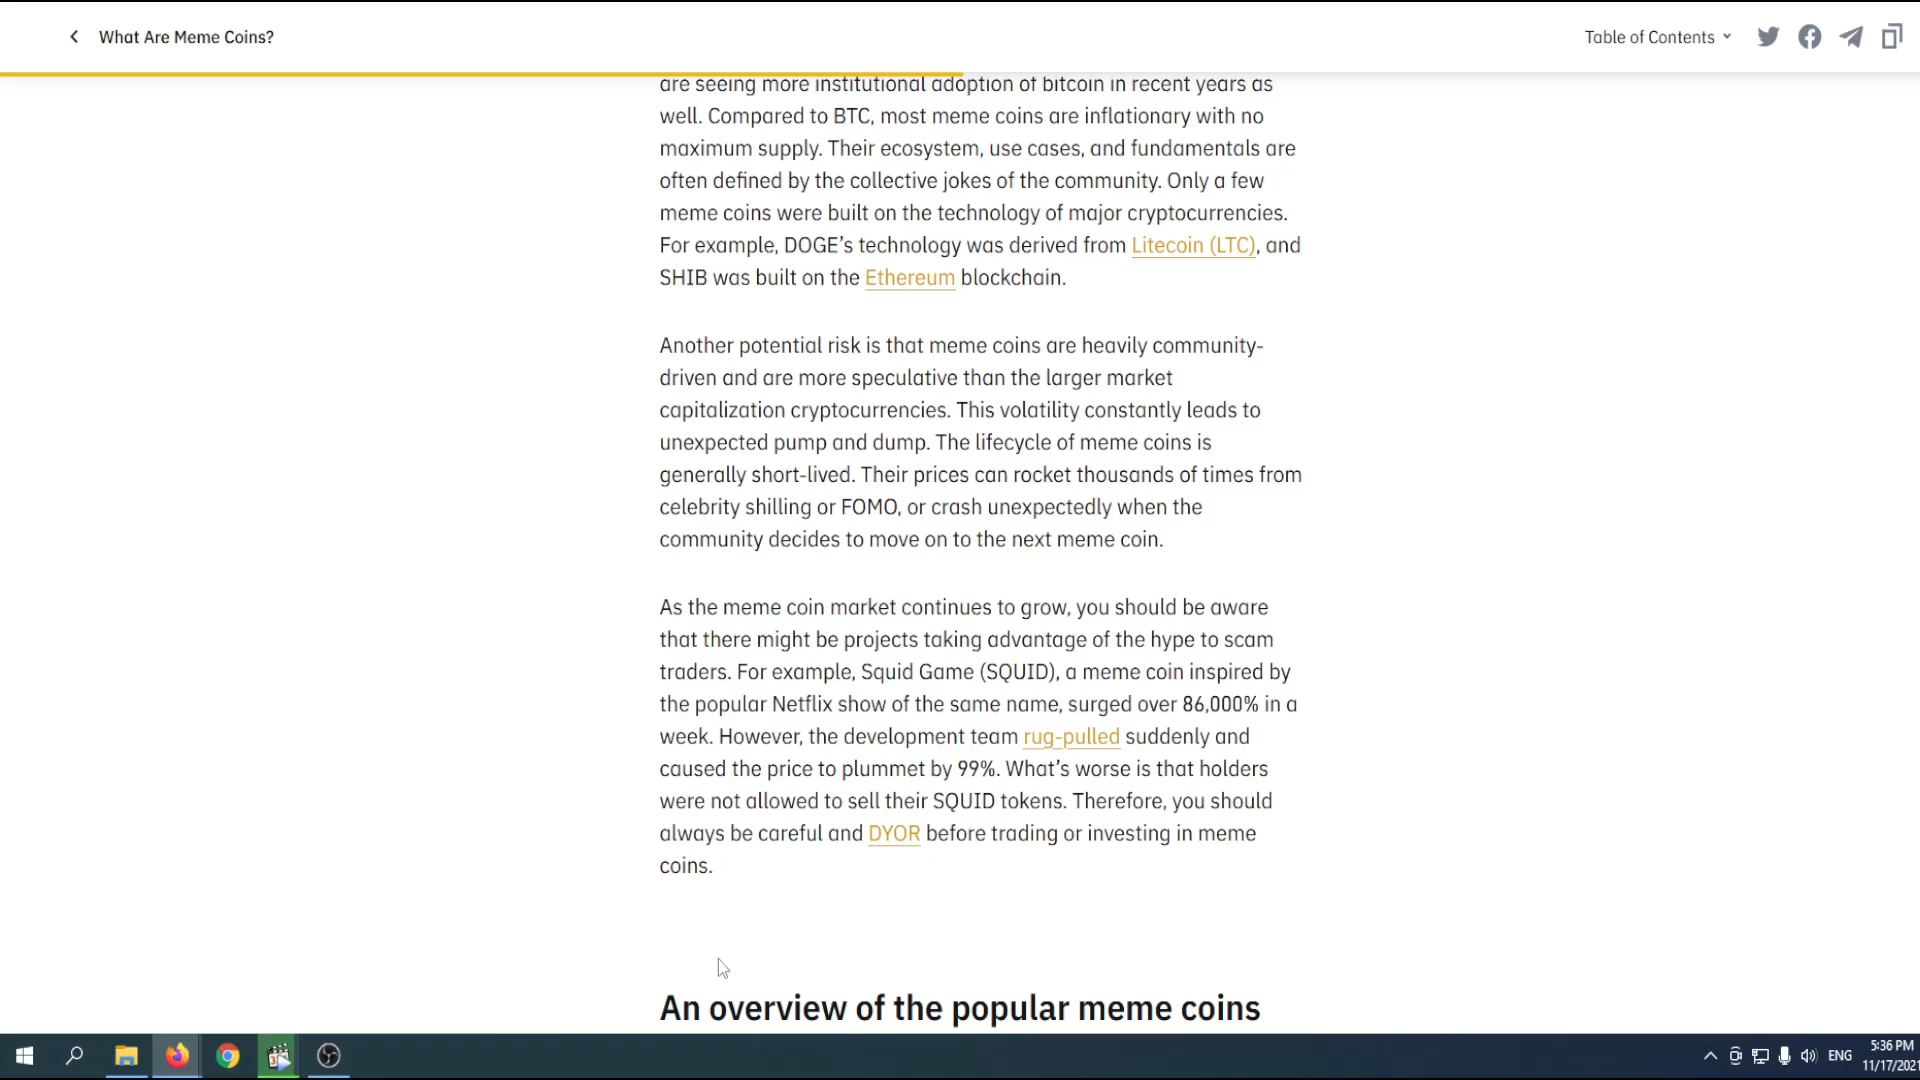 What Are Meme Coins?
Table of Contents
are seeing more institutional adoption of bitcoin in recent years as
well. Compared to BTC, most meme coins are inflationary with no
maximum supply. Their ecosystem, use cases, and fundamentals are
often defined by the collective jokes of the community. Only a few
meme coins were built on the technology of major cryptocurrencies.
For example, DOGE’s technology was derived from Litecoin (LTC), and
SHIB was built on the Ethereum blockchain.
Another potential risk is that meme coins are heavily community-
driven and are more speculative than the larger market
capitalization cryptocurrencies. This volatility constantly leads to
unexpected pump and dump. The lifecycle of meme coins is
generally short-lived. Their prices can rocket thousands of times from
celebrity shilling or FOMO, or crash unexpectedly when the
community decides to move on to the next meme coin.
As the meme coin market continues to grow, you should be aware
that there might be projects taking advantage of the hype to scam
traders. For example, Squid Game (SQUID), a meme coin inspired by
the popular Netflix show of the same name, surged over 86,000% in a
week. However, the development team rug-pulled suddenly and
caused the price to plummet by 99%. What’s worse is that holders
were not allowed to sell their SQUID tokens. Therefore, you should
always be careful and DYOR before trading or investing in meme
coins.
An overview of the popular meme coins
ENG
5:36 PM
11/17/2021